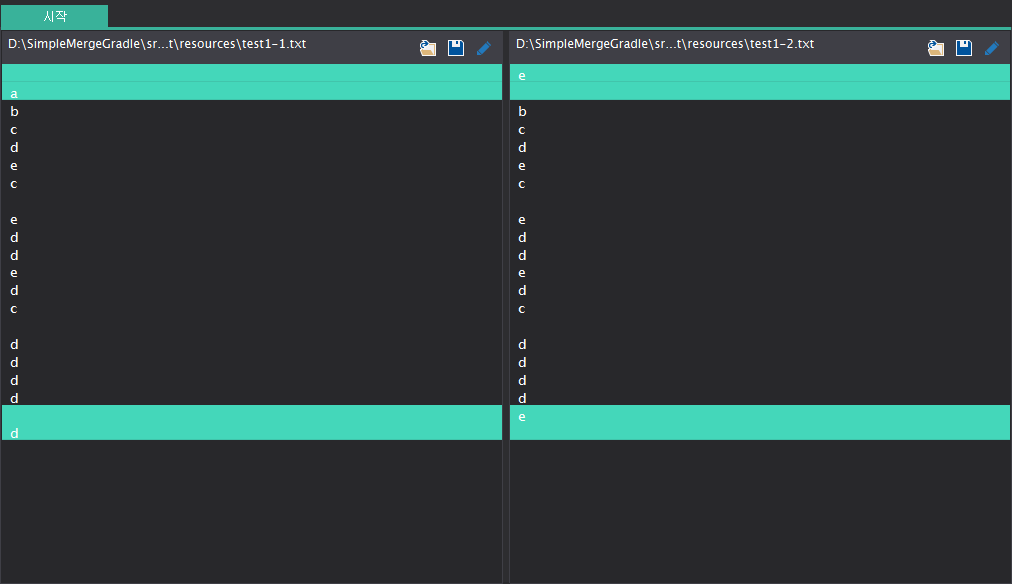 시작
D:\SimpleMergeGradle\sr...t\resources\test1-1.txt
a
b
c
d
e
c
e
d
d
e
d
c
d
d
d
d
d
D:\SimpleMergeGradle\sr...t\resources\test1-2.txt
e
b
c
d
e
c
e
d
d
e
d
c
d
d
d
d
e